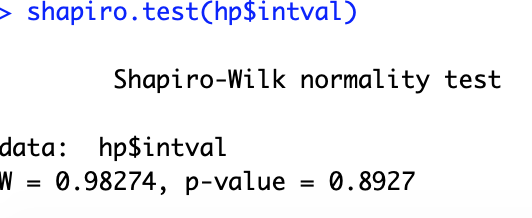 > shapiro.test(hp$intval)
Shapiro-Wilk normality test
data: hp$intval
W = 0.98274, p-value = 0.8927